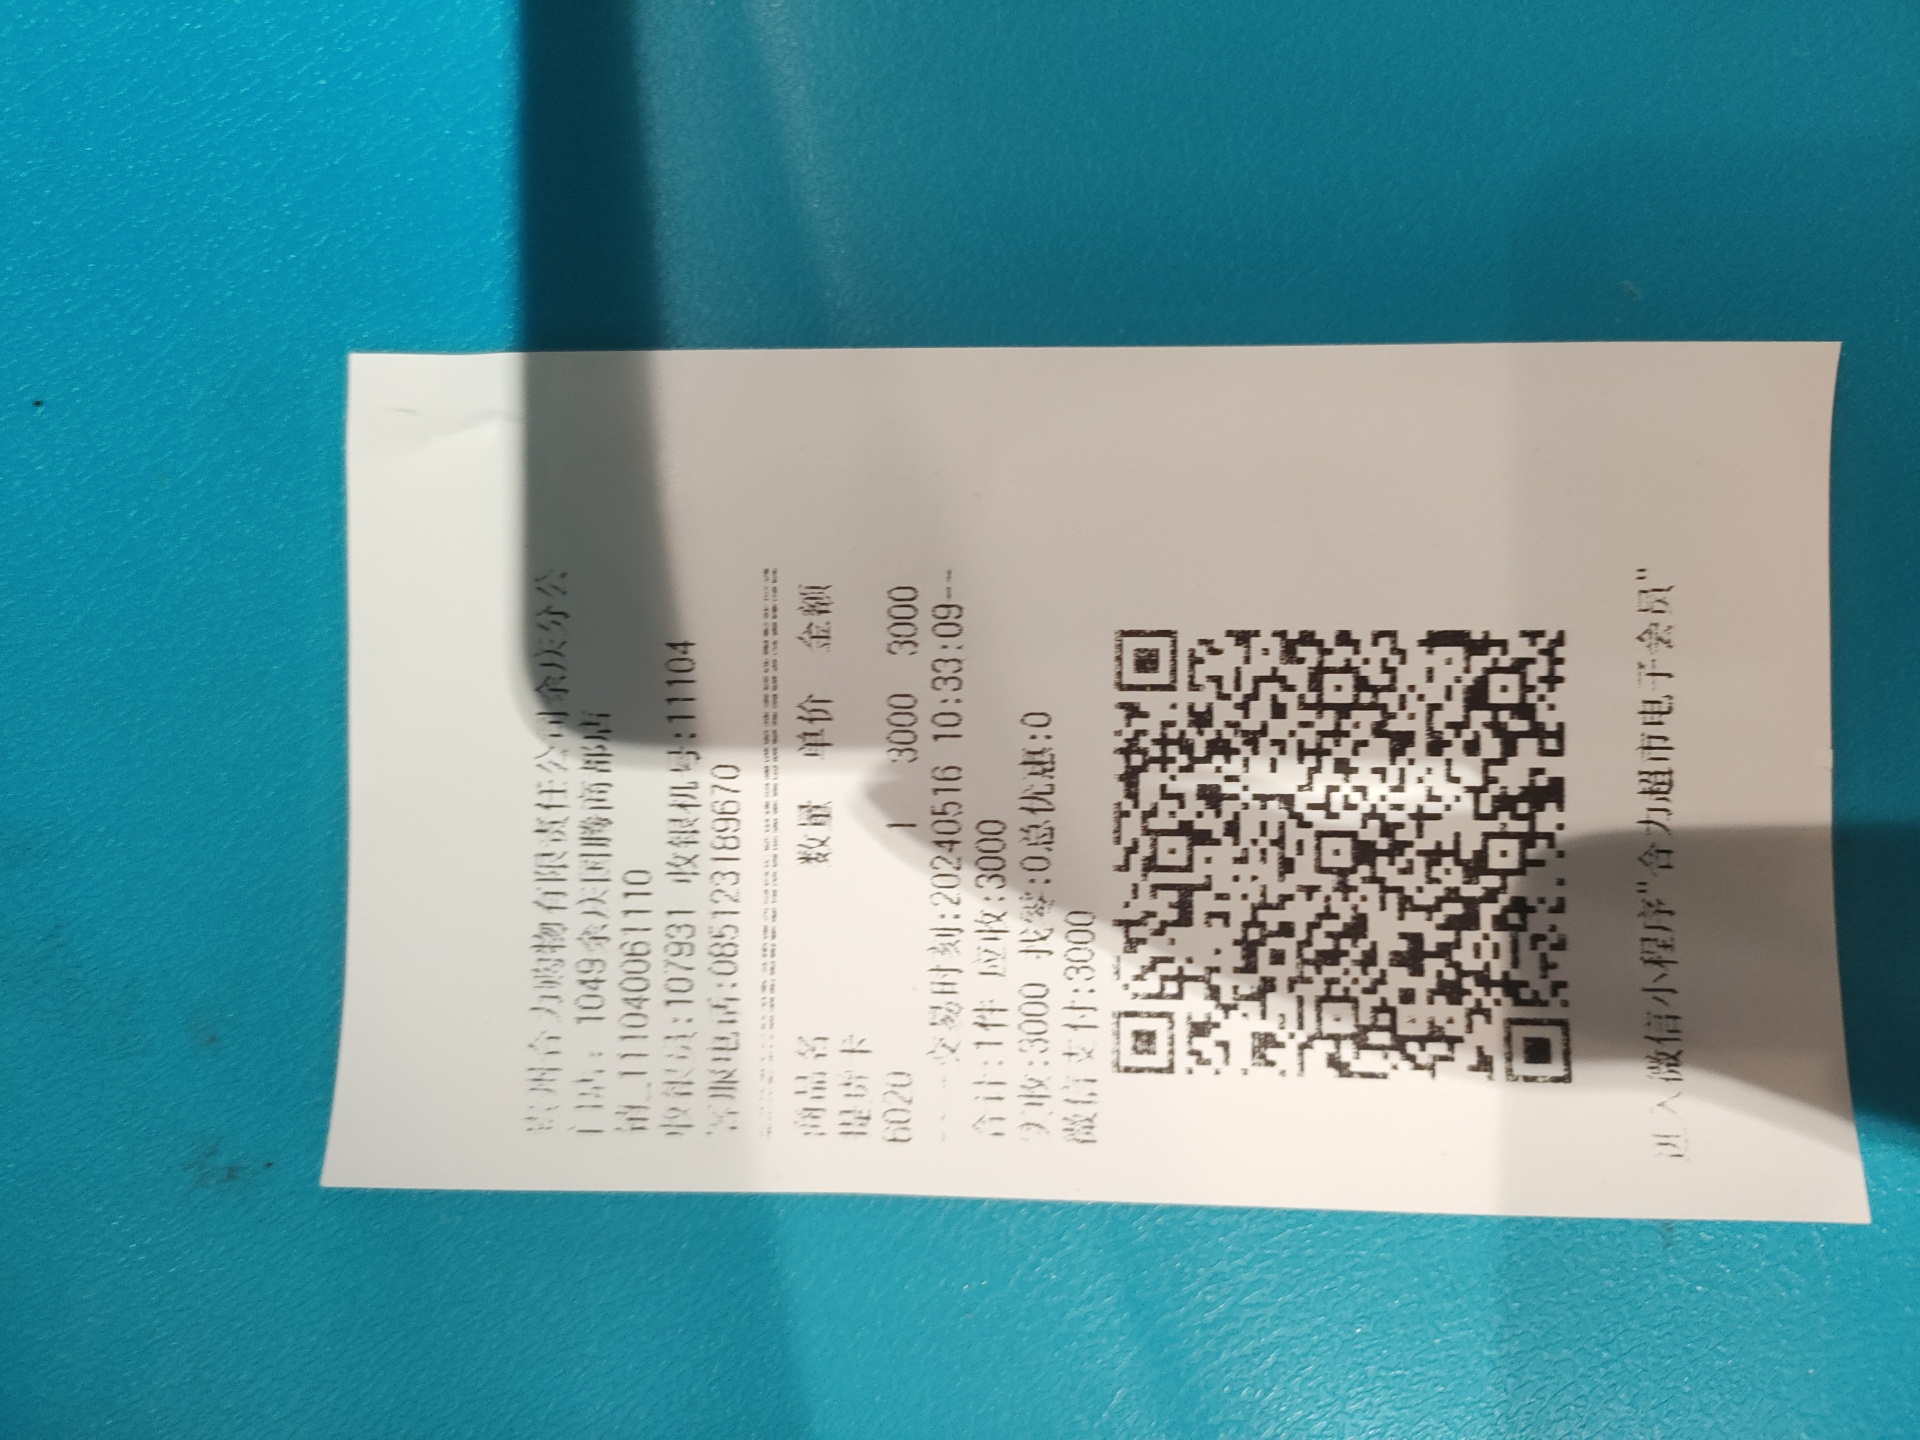 贵州合力购物有限责任公司余庆分公
门店: 1049余庆国腾商都店
销_111040061110
收银员:107931 收银机号:11104
客服电话:085123189670
商品名 数量 单价 金额
提货卡
6020 1 3000 3000
交易时刻:20240516 10:33:09--
合计:1件 应收:3000
实收:3000 找零:0总优惠:0
微信支付:3000
进入微信小程序"合力超市电子会员"